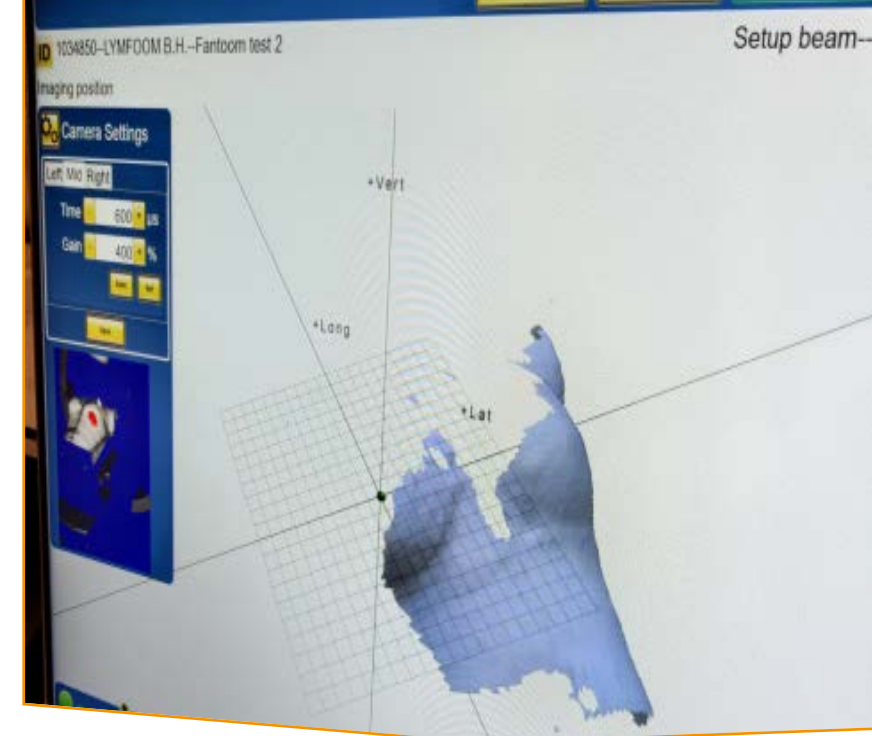 ID 1034850--LYMFOOM B.H.--Fantoom test 2
Setup beam--
Imaging position
Camera Settings
Left Mid Right
Time 600 µs
Gain 400 %
+Vert
+Long
+Lat